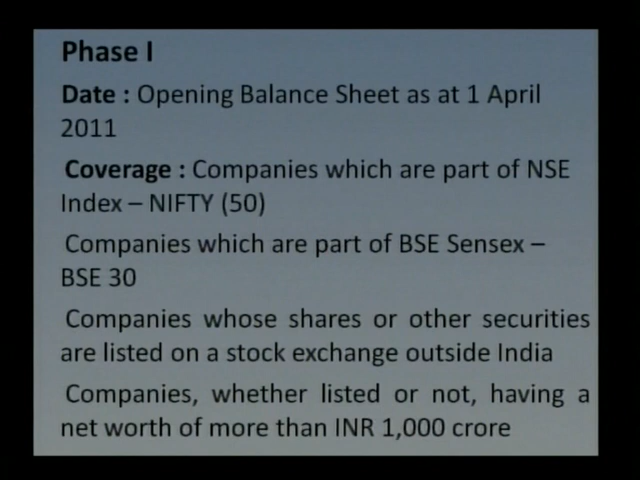 Phase I
Date : Opening Balance Sheet as at 1 April
2011
Coverage : Companies which are part of NSE
Index – NIFTY (50)
Companies which are part of BSE Sensex –
BSE 30
Companies whose shares or other securities
are listed on a stock exchange outside India
Companies, whether listed or not, having a
net worth of more than INR 1,000 crore